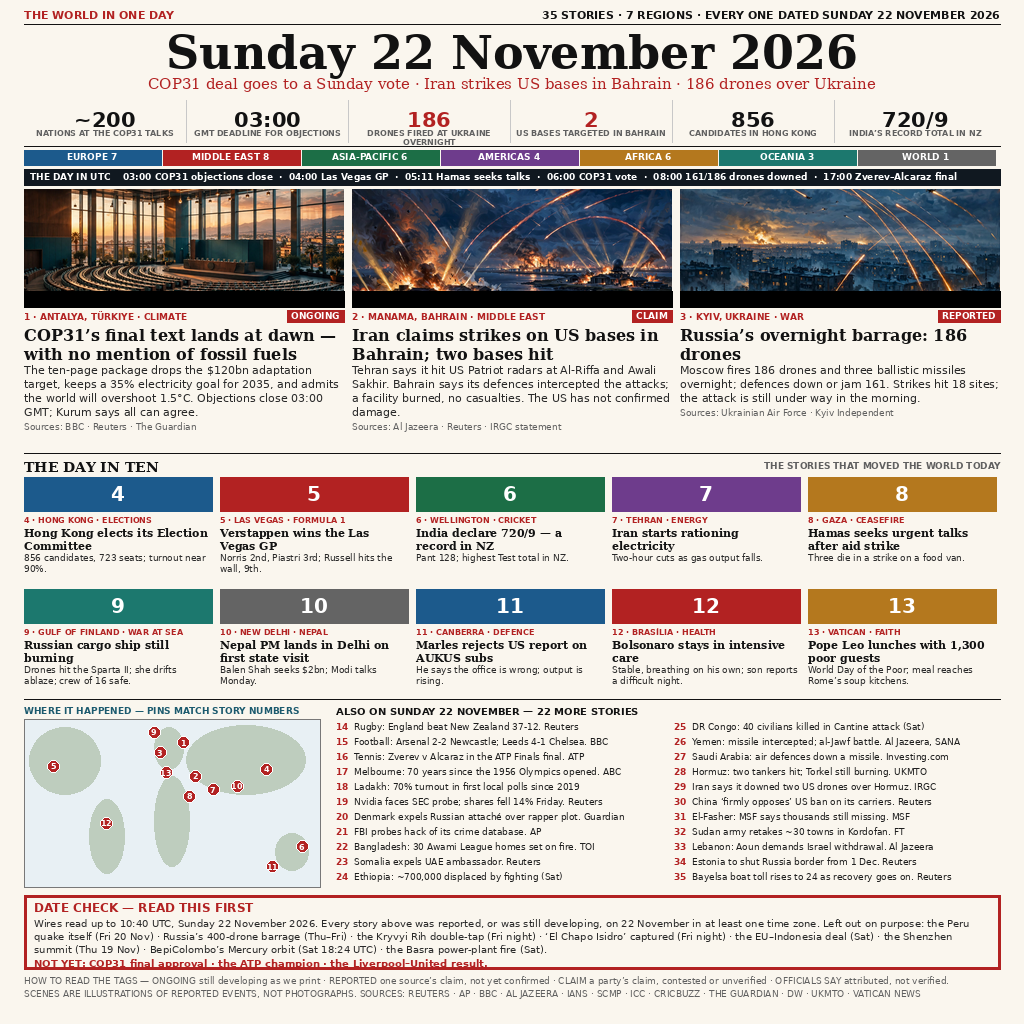 THE WORLD IN ONE DAY
35 STORIES · 7 REGIONS · EVERY ONE DATED SUNDAY 22 NOVEMBER 2026
Sunday 22 November 2026
COP31 deal goes to a Sunday vote · Iran strikes US bases in Bahrain · 186 drones over Ukraine
~200
NATIONS AT THE COP31 TALKS
03:00
GMT DEADLINE FOR OBJECTIONS
186
DRONES FIRED AT UKRAINE
OVERNIGHT
2
US BASES TARGETED IN BAHRAIN
856
CANDIDATES IN HONG KONG
720/9
INDIA'S RECORD TOTAL IN NZ
EUROPE 7
MIDDLE EAST 8
ASIA-PACIFIC 6
AMERICAS 4
AFRICA 6
OCEANIA 3
WORLD 1
THE DAY IN UTC 03:00 COP31 objections close · 04:00 Las Vegas GP · 05:11 Hamas seeks talks · 06:00 COP31 vote · 08:00 161/186 drones downed · 17:00 Zverev–Alcaraz final
1 · ANTALYA, TÜRKIYE · CLIMATE
ONGOING
COP31’s final text lands at dawn —
with no mention of fossil fuels
The ten-page package drops the $120bn adaptation
target, keeps a 35% electricity goal for 2035, and admits
the world will overshoot 1.5°C. Objections close 03:00
GMT; Kurum says all can agree.
Sources: BBC · Reuters · The Guardian
2 · MANAMA, BAHRAIN · MIDDLE EAST
CLAIM
Iran claims strikes on US bases in
Bahrain; two bases hit
Tehran says it hit US Patriot radars at Al-Riffa and Awali
Sakhir. Bahrain says its defences intercepted the attacks;
a facility burned, no casualties. The US has not confirmed
damage.
Sources: Al Jazeera · Reuters · IRGC statement
3 · KYIV, UKRAINE · WAR
REPORTED
Russia’s overnight barrage: 186
drones
Moscow fires 186 drones and three ballistic missiles
overnight; defences down or jam 161. Strikes hit 18 sites;
the attack is still under way in the morning.
Sources: Ukrainian Air Force · Kyiv Independent
THE DAY IN TEN
THE STORIES THAT MOVED THE WORLD TODAY
4
4 · HONG KONG · ELECTIONS
Hong Kong elects its Election
Committee
856 candidates, 723 seats; turnout near
90%.
5
5 · LAS VEGAS · FORMULA 1
Verstappen wins the Las
Vegas GP
Norris 2nd, Piastri 3rd; Russell hits the
wall, 9th.
6
6 · WELLINGTON · CRICKET
India declare 720/9 — a
record in NZ
Pant 128; highest Test total in NZ.
7
7 · TEHRAN · ENERGY
Iran starts rationing
electricity
Two-hour cuts as gas output falls.
8
8 · GAZA · CEASEFIRE
Hamas seeks urgent talks
after aid strike
Three die in a strike on a food van.
9
9 · GULF OF FINLAND · WAR AT SEA
Russian cargo ship still
burning
Drones hit the Sparta II; she drifts
ablaze; crew of 16 safe.
10
10 · NEW DELHI · NEPAL
Nepal PM lands in Delhi on
first state visit
Balen Shah seeks $2bn; Modi talks
Monday.
11
11 · CANBERRA · DEFENCE
Marles rejects US report on
AUKUS subs
He says the office is wrong; output is
rising.
12
12 · BRASÍLIA · HEALTH
Bolsonaro stays in intensive
care
Stable, breathing on his own; son reports
a difficult night.
13
13 · VATICAN · FAITH
Pope Leo lunches with 1,300
poor guests
World Day of the Poor; meal reaches
Rome’s soup kitchens.
WHERE IT HAPPENED — PINS MATCH STORY NUMBERS
9
1
3
5
13
2
4
7
10
8
12
6
11
ALSO ON SUNDAY 22 NOVEMBER — 22 MORE STORIES
14 Rugby: England beat New Zealand 37-12. Reuters
15 Football: Arsenal 2-2 Newcastle; Leeds 4-1 Chelsea. BBC
16 Tennis: Zverev v Alcaraz in the ATP Finals final. ATP
17 Melbourne: 70 years since the 1956 Olympics opened. ABC
18 Ladakh: 70% turnout in first local polls since 2019
19 Nvidia faces SEC probe; shares fell 14% Friday. Reuters
20 Denmark expels Russian attaché over rapper plot. Guardian
21 FBI probes hack of its crime database. AP
22 Bangladesh: 30 Awami League homes set on fire. TOI
23 Somalia expels UAE ambassador. Reuters
24 Ethiopia: ~700,000 displaced by fighting (Sat)
25 DR Congo: 40 civilians killed in Cantine attack (Sat)
26 Yemen: missile intercepted; al-Jawf battle. Al Jazeera, SANA
27 Saudi Arabia: air defences down a missile. Investing.com
28 Hormuz: two tankers hit; Torkel still burning. UKMTO
29 Iran says it downed two US drones over Hormuz. IRGC
30 China ‘firmly opposes’ US ban on its carriers. Reuters
31 El-Fasher: MSF says thousands still missing. MSF
32 Sudan army retakes ~30 towns in Kordofan. FT
33 Lebanon: Aoun demands Israel withdrawal. Al Jazeera
34 Estonia to shut Russia border from 1 Dec. Reuters
35 Bayelsa boat toll rises to 24 as recovery goes on. Reuters
DATE CHECK — READ THIS FIRST
Wires read up to 10:40 UTC, Sunday 22 November 2026. Every story above was reported, or was still developing, on 22 November in at least one time zone. Left out on purpose: the Peru
quake itself (Fri 20 Nov) · Russia’s 400-drone barrage (Thu–Fri) · the Kryvyi Rih double-tap (Fri night) · ‘El Chapo Isidro’ captured (Fri night) · the EU–Indonesia deal (Sat) · the Shenzhen
summit (Thu 19 Nov) · BepiColombo’s Mercury orbit (Sat 18:24 UTC) · the Basra power-plant fire (Sat).
NOT YET: COP31 final approval · the ATP champion · the Liverpool–United result.
HOW TO READ THE TAGS — ONGOING still developing as we print · REPORTED one source’s claim, not yet confirmed · CLAIM a party’s claim, contested or unverified · OFFICIALS SAY attributed, not verified.
SCENES ARE ILLUSTRATIONS OF REPORTED EVENTS, NOT PHOTOGRAPHS. SOURCES: REUTERS · AP · BBC · AL JAZEERA · IANS · SCMP · ICC · CRICBUZZ · THE GUARDIAN · DW · UKMTO · VATICAN NEWS